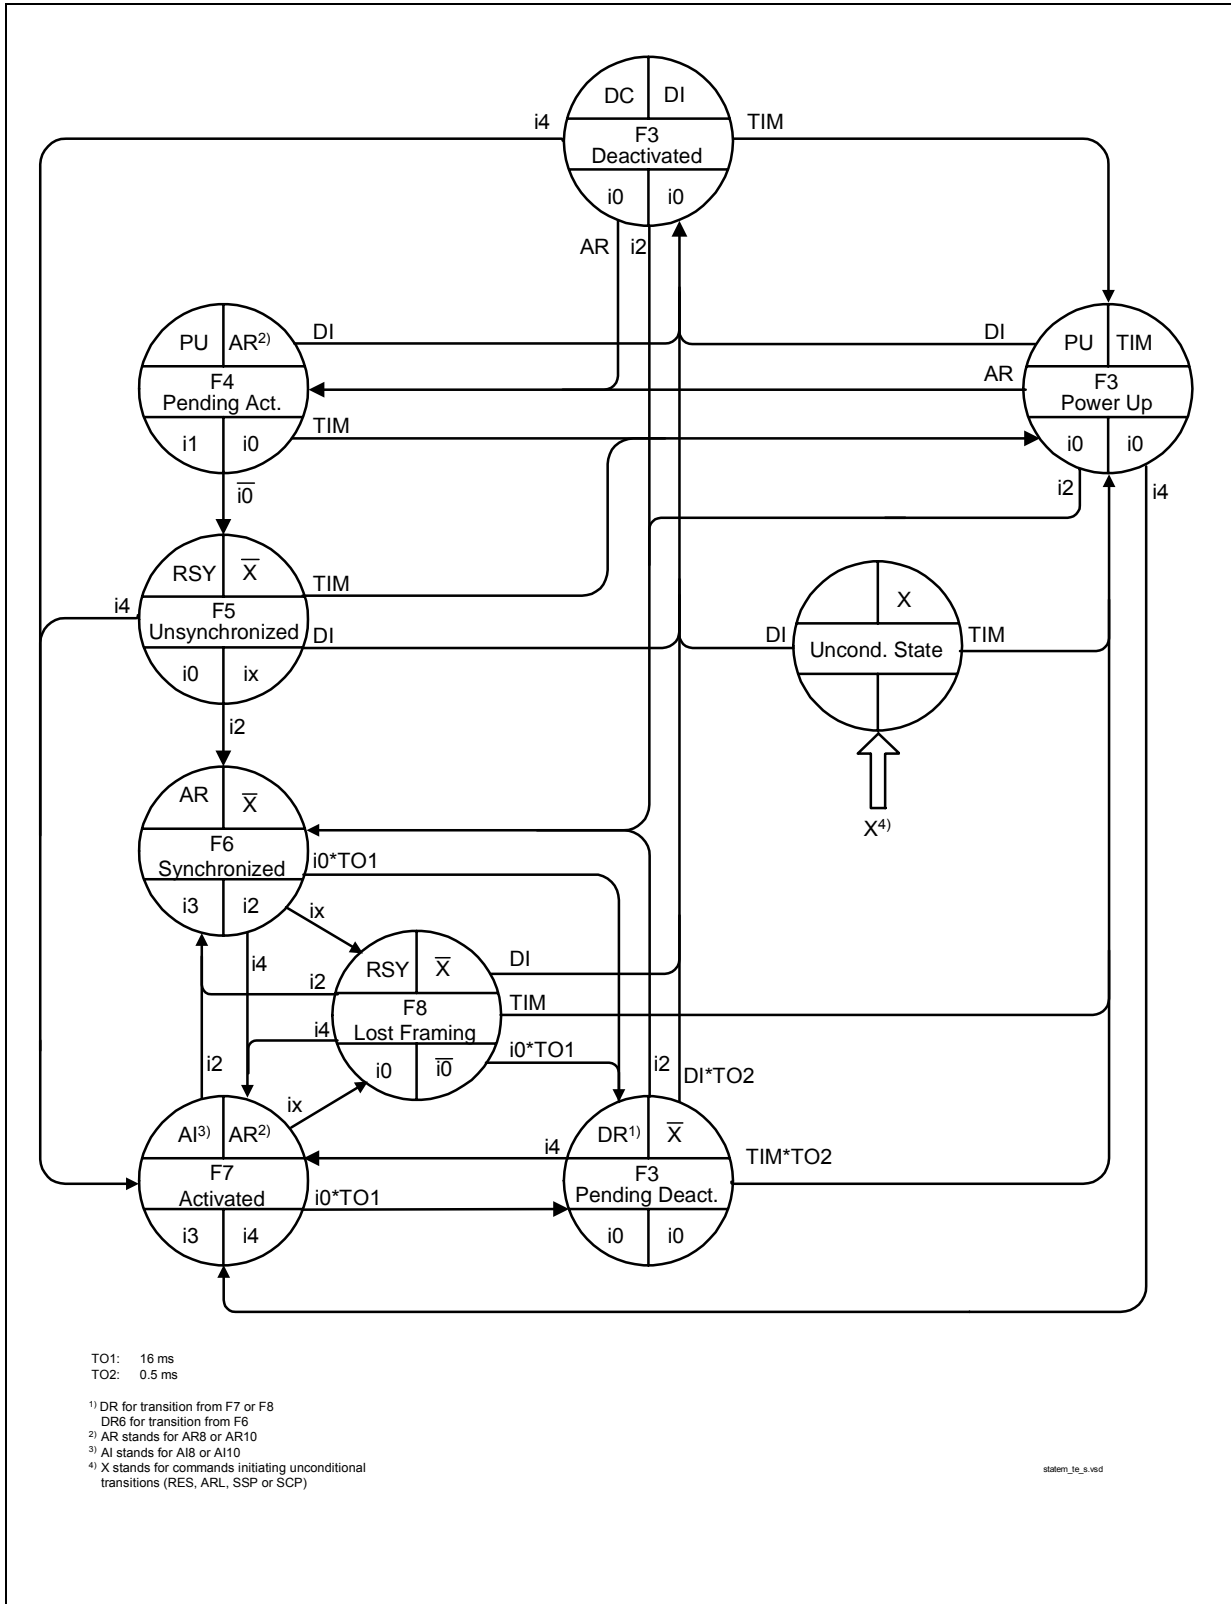 DC DI
i4 TIM
F3
Deactivated
i0 i0
AR i2
PU AR²⁾ DI
DI PU TIM
F4
Pending Act.
AR F3
Power Up
i1 i0 TIM
i0 i0
i2 i4
i̅0̅
RSY X̅ TIM
i4
F5
Unsynchronized DI
i0 ix
X
DI Uncond. State TIM
X⁴⁾
i2
AR X̅
F6
Synchronized i0*TO1
i3 i2
ix
i4
RSY X̅ DI
i2
F8 TIM
i4 Lost Framing
i0 i̅0̅ i0*TO1
i2 ix
i2 DI*TO2
AI³⁾ AR²⁾
i4 DR¹⁾ X̅ TIM*TO2
F7
Activated i0*TO1
F3
Pending Deact.
i3 i4
i0 i0
TO1: 16 ms
TO2: 0.5 ms
¹⁾ DR for transition from F7 or F8
DR6 for transition from F6
²⁾ AR stands for AR8 or AR10
³⁾ AI stands for AI8 or AI10
⁴⁾ X stands for commands initiating unconditional
transitions (RES, ARL, SSP or SCP)
statem_te_s.vsd